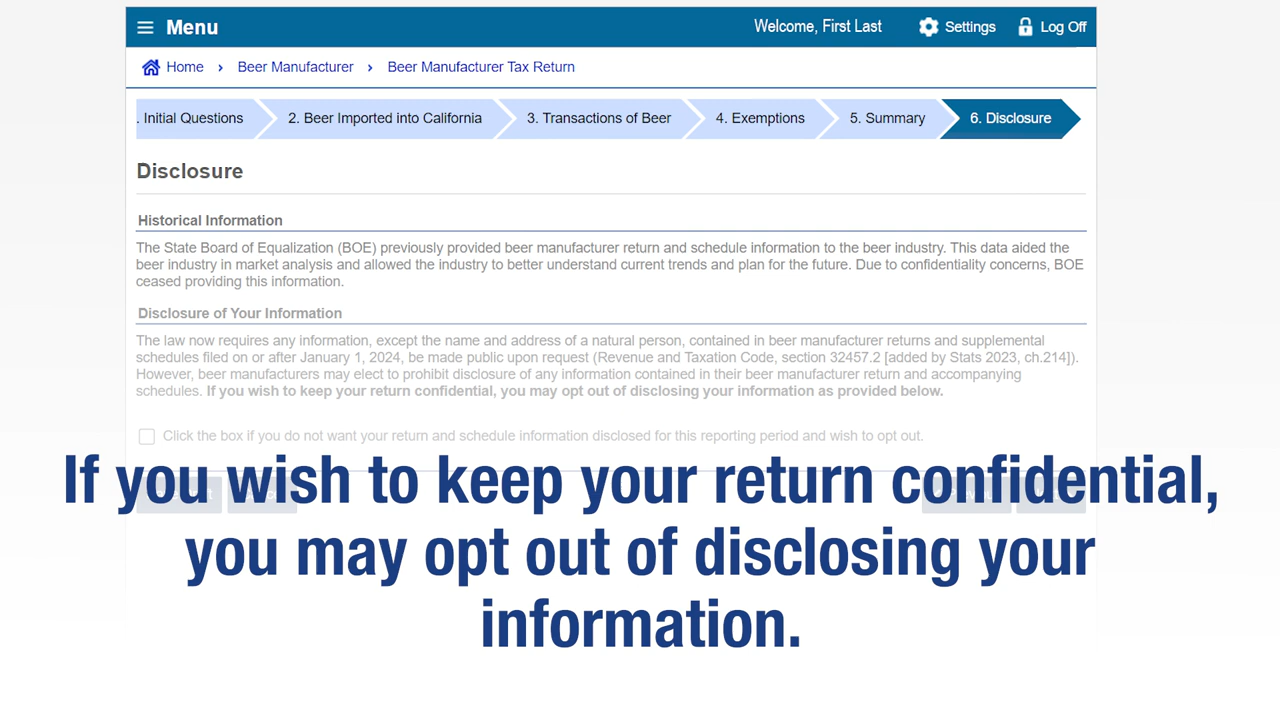 Menu
Welcome, First Last
Settings
Log Off
Home › Beer Manufacturer › Beer Manufacturer Tax Return
. Initial Questions
2. Beer Imported into California
3. Transactions of Beer
4. Exemptions
5. Summary
6. Disclosure
Disclosure
Historical Information
The State Board of Equalization (BOE) previously provided beer manufacturer return and schedule information to the beer industry. This data aided the
beer industry in market analysis and allowed the industry to better understand current trends and plan for the future. Due to confidentiality concerns, BOE
ceased providing this information.
Disclosure of Your Information
The law now requires any information, except the name and address of a natural person, contained in beer manufacturer returns and supplemental
schedules filed on or after January 1, 2024, be made public upon request (Revenue and Taxation Code, section 32457.2 [added by Stats 2023, ch.214]).
However, beer manufacturers may elect to prohibit disclosure of any information contained in their beer manufacturer return and accompanying
schedules. If you wish to keep your return confidential, you may opt out of disclosing your information as provided below.
Click the box if you do not want your return and schedule information disclosed for this reporting period and wish to opt out.
If you wish to keep your return confidential,
you may opt out of disclosing your
information.